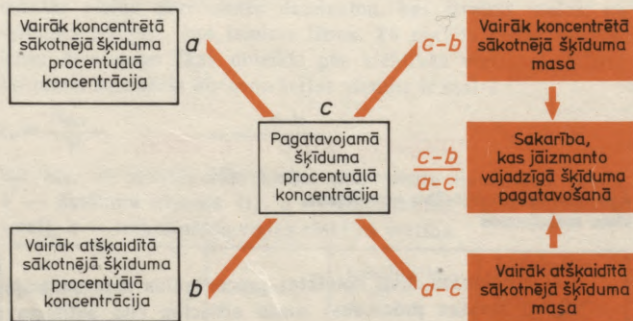 Vairāk koncentrētā
sākotnējā šķīduma
procentuālā
koncentrācija
a
c-b
Vairāk koncentrētā
sākotnējā šķīduma
masa
c
Pagatavojamā
šķīduma
procentuālā
koncentrācija
c-b
a-c
Sakarība,
kas jāizmanto
vajadzīgā šķīduma
pagatavošanā
Vairāk atšķaidītā
sākotnējā šķīduma
procentuālā
koncentrācija
b
a-c
Vairāk atšķaidītā
sākotnējā šķīduma
masa